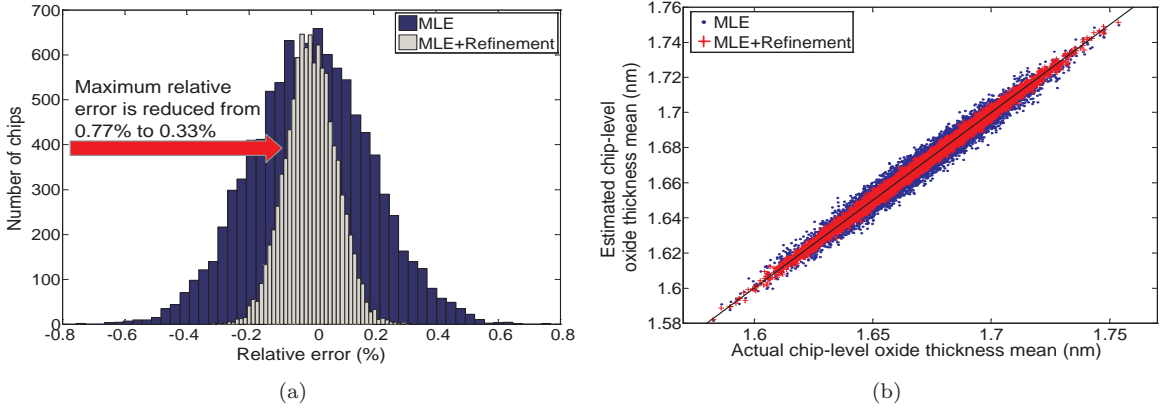 700
600
500
400
300
200
100
0
Number of chips
MLE
MLE+Refinement
Maximum relative
error is reduced from
0.77% to 0.33%
-0.8 -0.6 -0.4 -0.2 0 0.2 0.4 0.6 0.8
Relative error (%)
(a)
1.76
1.74
1.72
1.70
1.68
1.66
1.64
1.62
1.6
1.58
Estimated chip-level
oxide thickness mean (nm)
MLE
MLE+Refinement
1.6 1.65 1.7 1.75
Actual chip-level oxide thickness mean (nm)
(b)